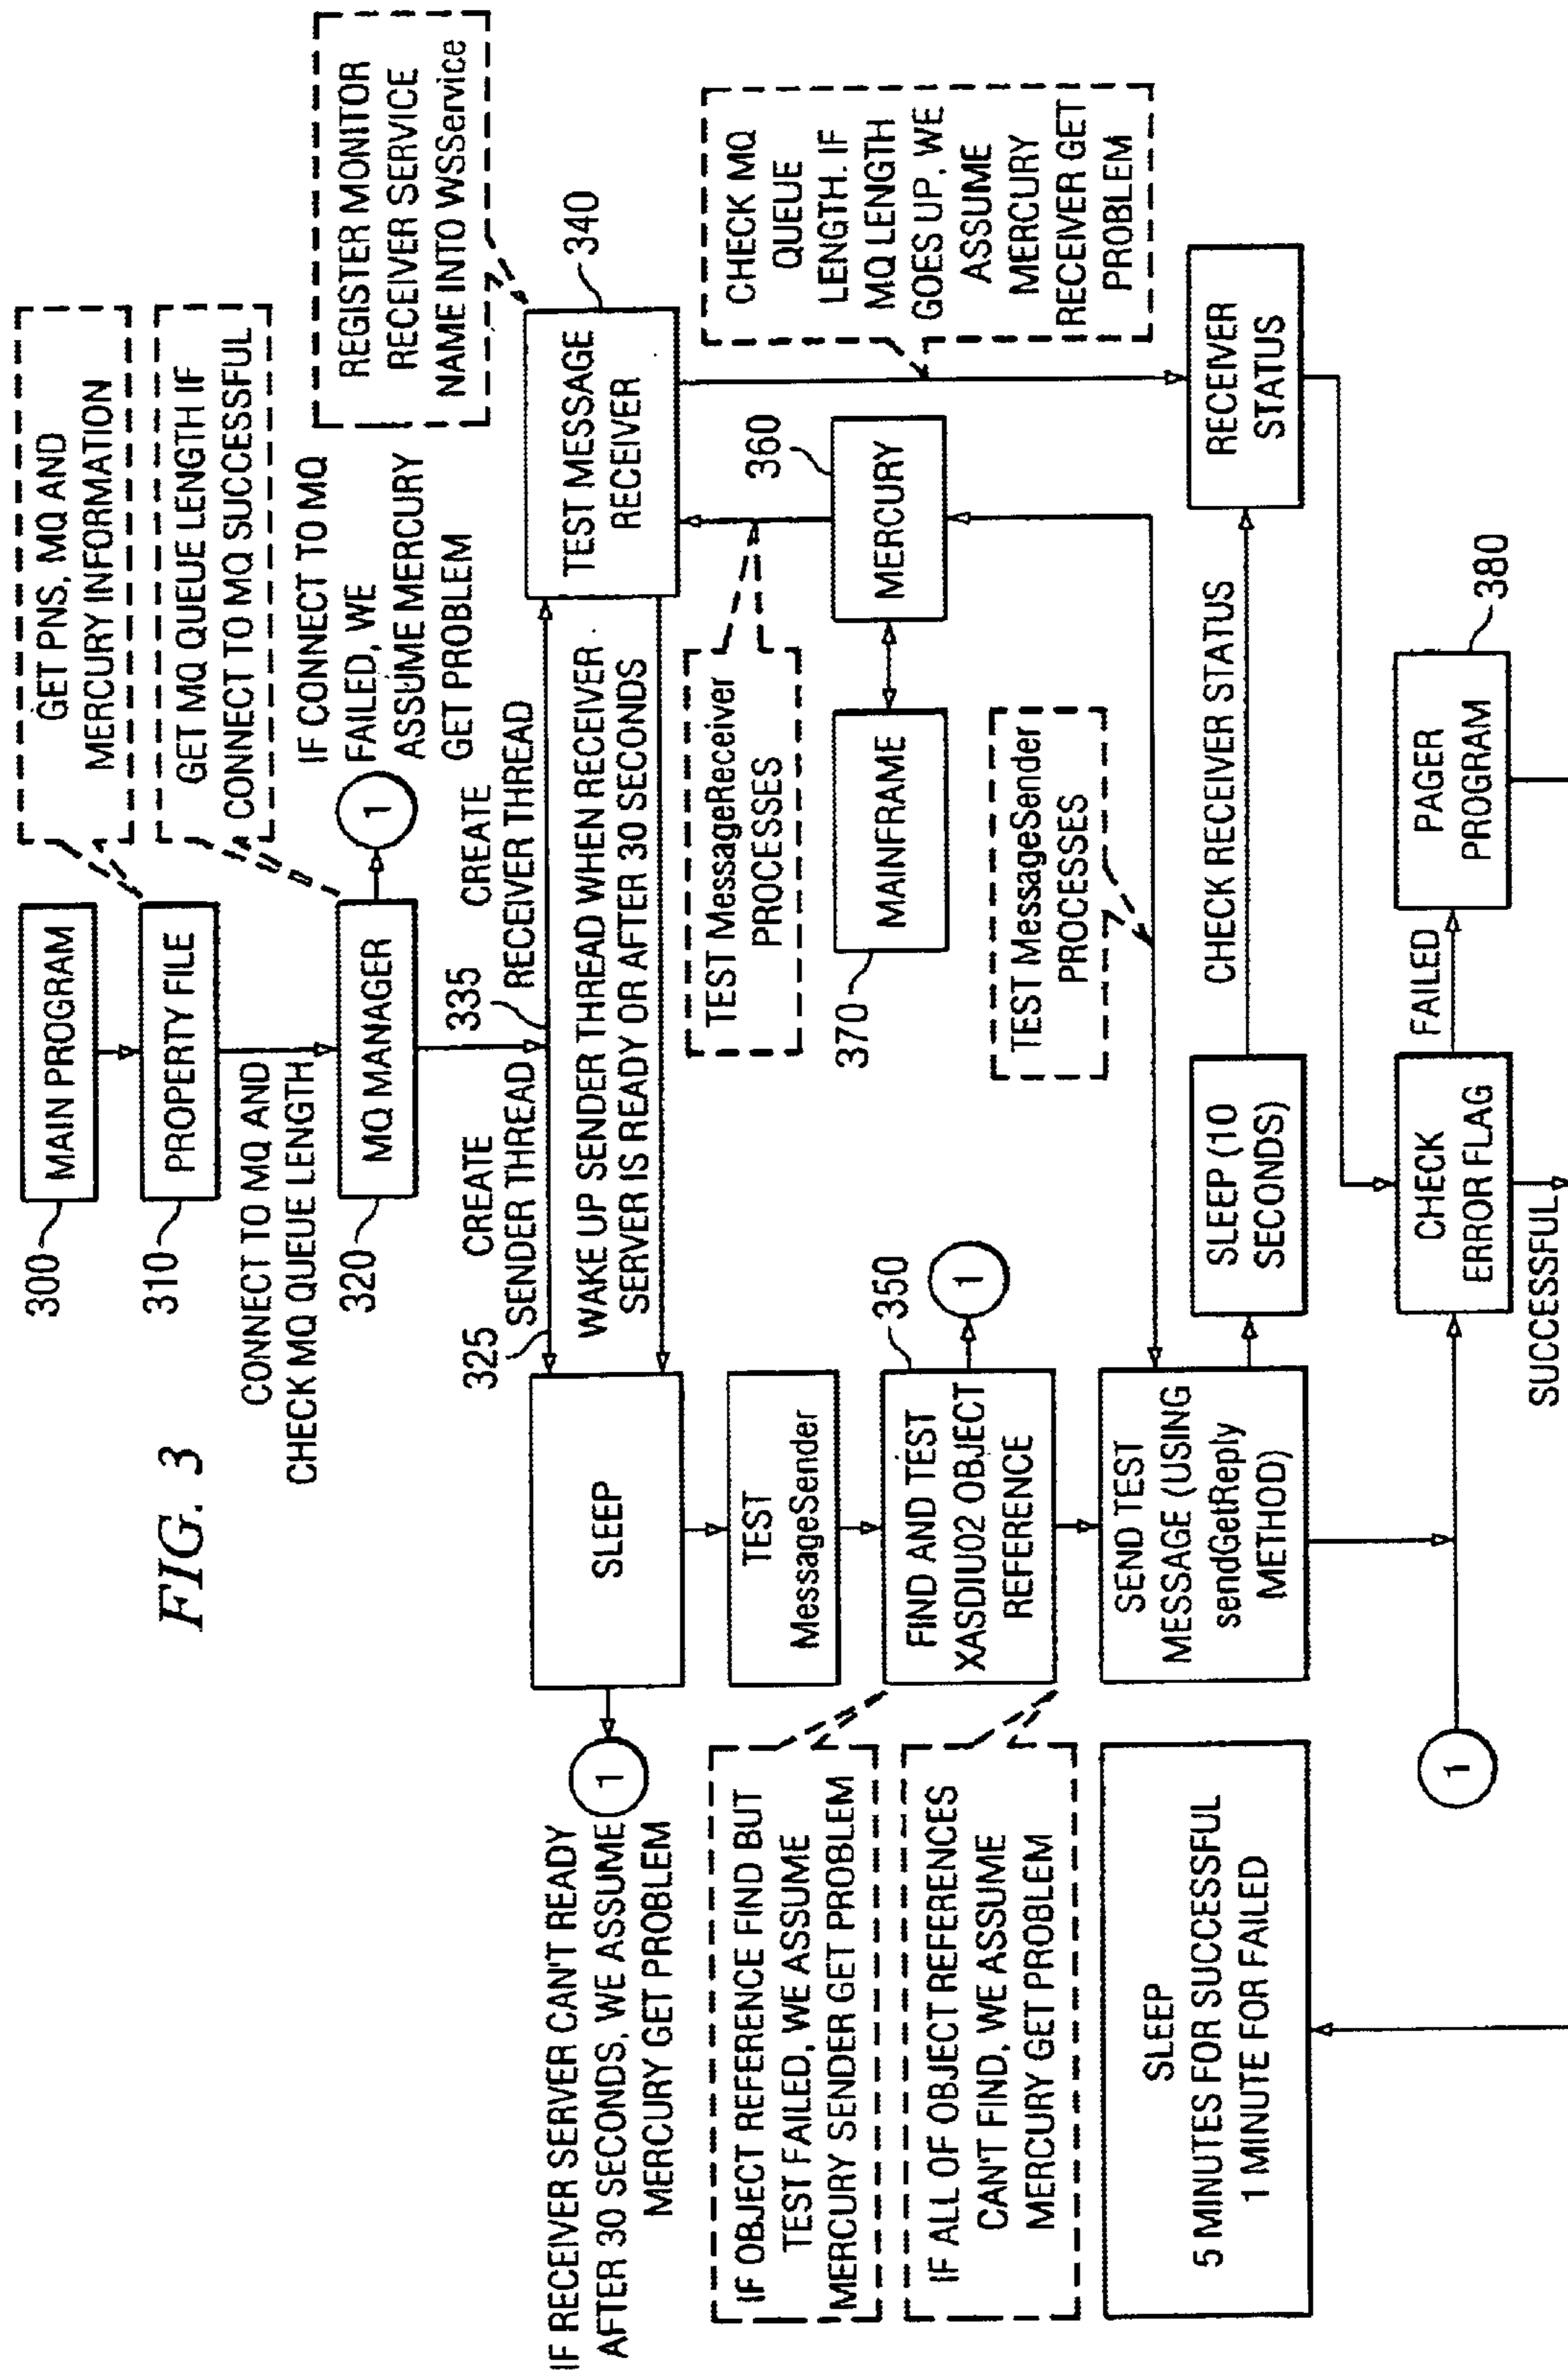 FIG. 3
300
MAIN PROGRAM
GET PNS, MQ AND
MERCURY INFORMATION
310
PROPERTY FILE
GET MQ QUEUE LENGTH IF
CONNECT TO MQ SUCCESSFUL
CONNECT TO MQ AND
CHECK MQ QUEUE LENGTH
320
MQ MANAGER
1
IF CONNECT TO MQ
FAILED, WE
ASSUME MERCURY
GET PROBLEM
REGISTER MONITOR
RECEIVER SERVICE
NAME INTO WSService
325
CREATE
SENDER THREAD
335
CREATE
RECEIVER THREAD
340
TEST MESSAGE
RECEIVER
SLEEP
WAKE UP SENDER THREAD WHEN RECEIVER
SERVER IS READY OR AFTER 30 SECONDS
IF RECEIVER SERVER CAN'T READY
AFTER 30 SECONDS, WE ASSUME
MERCURY GET PROBLEM
1
TEST
MessageSender
TEST MessageReceiver
PROCESSES
CHECK MQ
QUEUE
LENGTH. IF
MQ LENGTH
GOES UP, WE
ASSUME
MERCURY
RECEIVER GET
PROBLEM
IF OBJECT REFERENCE FIND BUT
TEST FAILED, WE ASSUME
MERCURY SENDER GET PROBLEM
350
FIND AND TEST
XASDIU02 OBJECT
REFERENCE
1
370
MAINFRAME
360
MERCURY
IF ALL OF OBJECT REFERENCES
CAN'T FIND, WE ASSUME
MERCURY GET PROBLEM
TEST MessageSender
PROCESSES
SEND TEST
MESSAGE (USING
sendGetReply
METHOD)
SLEEP (10
SECONDS)
CHECK RECEIVER STATUS
RECEIVER
STATUS
SLEEP
5 MINUTES FOR SUCCESSFUL
1 MINUTE FOR FAILED
1
CHECK
ERROR FLAG
FAILED
PAGER
PROGRAM
380
SUCCESSFUL